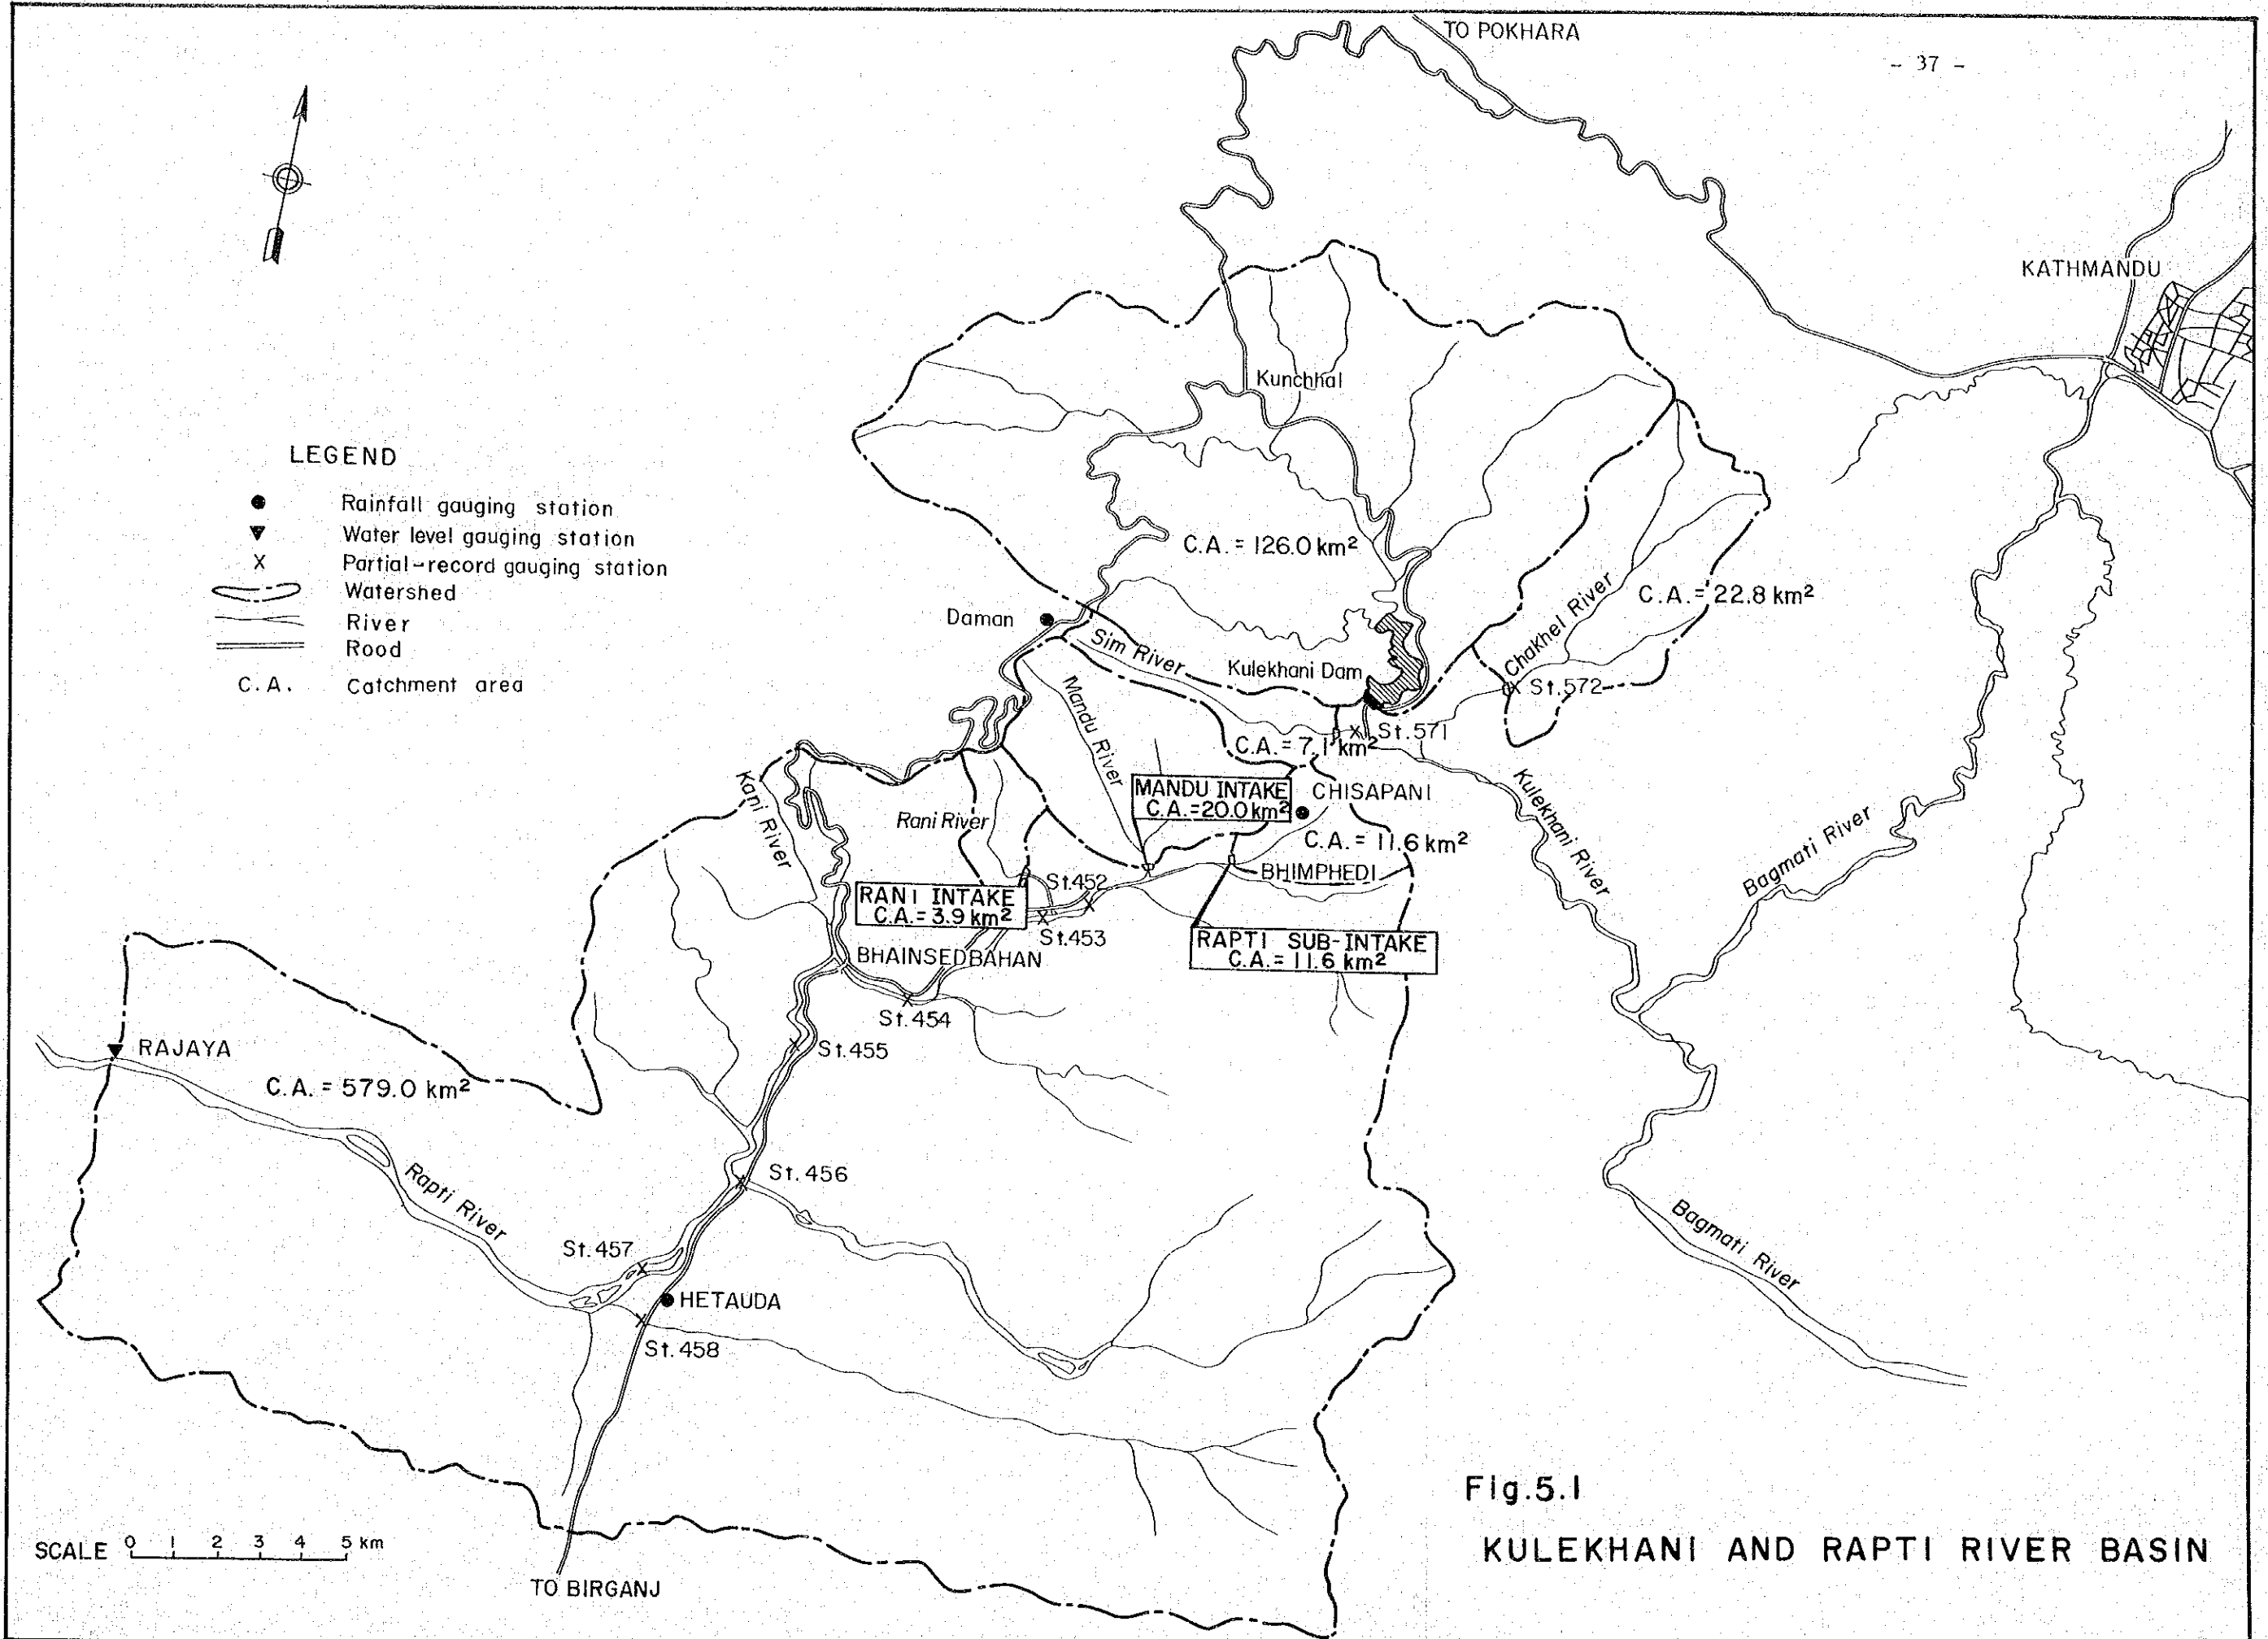 TO POKHARA
- 37 -
KATHMANDU
Kunchhal
LEGEND
Rainfall gauging station
Water level gauging station
X Partial-record gauging station
Watershed
River
Rood
C.A. Catchment area
C.A. = 126.0 km²
Chakhel River
C.A. = 22.8 km²
Daman
Sim River
Kulekhani Dam
St.572
Mandu River
St.571
C.A. = 7.1 km²
Kani River
Rani River
MANDU INTAKE
C.A.=20.0 km²
CHISAPANI
Kulekhani River
C.A. = 11.6 km²
Bagmati River
BHIMPHEDI
RANI INTAKE
C.A.= 3.9 km²
St.452
St.453
RAPTI SUB-INTAKE
C.A.= 11.6 km²
BHAINSEDBAHAN
St.454
RAJAYA
St.455
C.A. = 579.0 km²
Rapti River
St.456
Bagmati River
St.457
HETAUDA
St.458
Fig.5.1
KULEKHANI AND RAPTI RIVER BASIN
SCALE 0 1 2 3 4 5 km
TO BIRGANJ